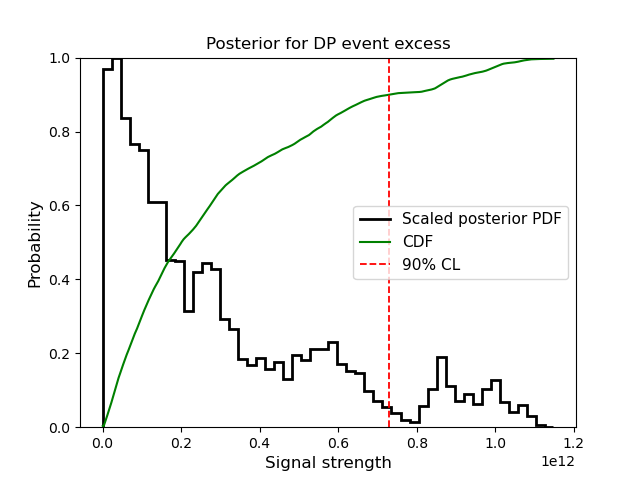 Posterior for DP event excess
1.0
0.8
0.6
0.4
0.2
0.0
Probability
Scaled posterior PDF
CDF
90% CL
0.0 0.2 0.4 0.6 0.8 1.0 1.2
1e12
Signal strength